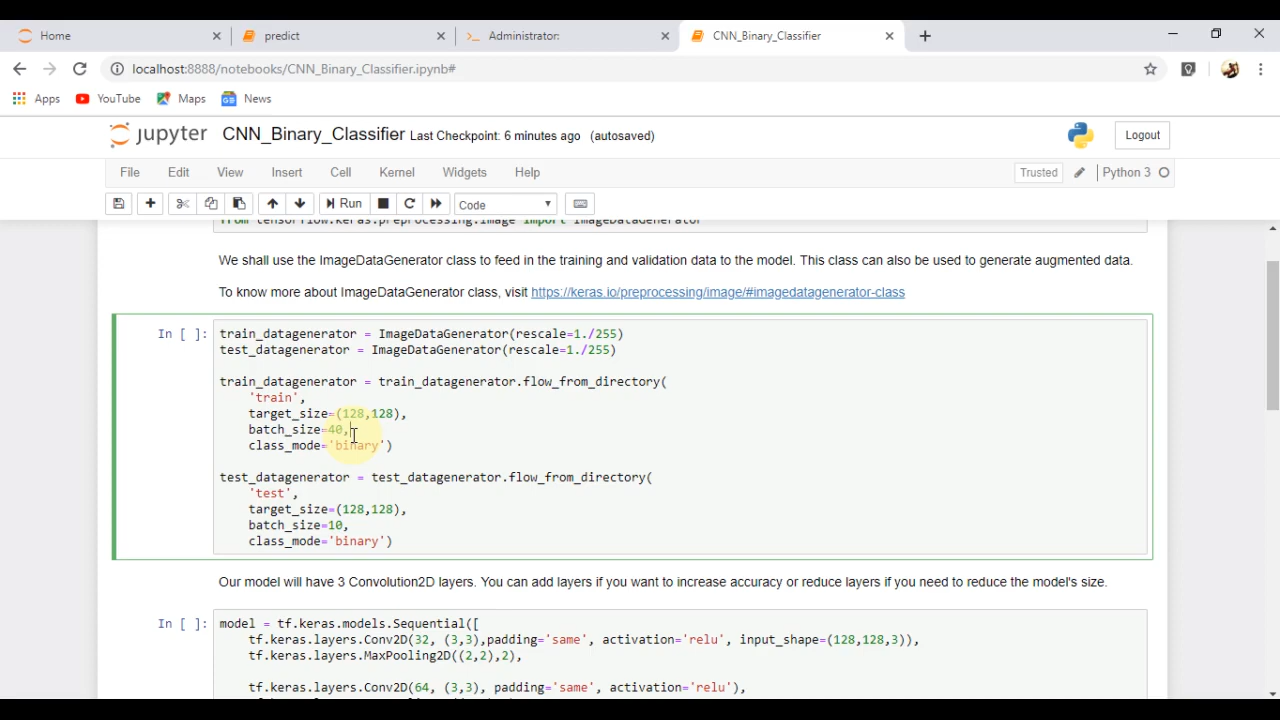 Home
predict
Administrator:
CNN_Binary_Classifier
localhost:8888/notebooks/CNN_Binary_Classifier.ipynb#
Apps YouTube Maps News
jupyter CNN_Binary_Classifier Last Checkpoint: 6 minutes ago (autosaved)
Logout
File Edit View Insert Cell Kernel Widgets Help Trusted Python 3
Run Code
from tensorflow.keras.preprocessing.image import ImageDataGenerator
We shall use the ImageDataGenerator class to feed in the training and validation data to the model. This class can also be used to generate augmented data.
To know more about ImageDataGenerator class, visit https://keras.io/preprocessing/image/#imagedatagenerator-class
In [ ]: train_datagenerator = ImageDataGenerator(rescale=1./255)
test_datagenerator = ImageDataGenerator(rescale=1./255)
train_datagenerator = train_datagenerator.flow_from_directory(
'train',
target_size=(128,128),
batch_size=40,
class_mode='binary')
test_datagenerator = test_datagenerator.flow_from_directory(
'test',
target_size=(128,128),
batch_size=10,
class_mode='binary')
Our model will have 3 Convolution2D layers. You can add layers if you want to increase accuracy or reduce layers if you need to reduce the model's size.
In [ ]: model = tf.keras.models.Sequential([
tf.keras.layers.Conv2D(32, (3,3),padding='same', activation='relu', input_shape=(128,128,3)),
tf.keras.layers.MaxPooling2D((2,2),2),
tf.keras.layers.Conv2D(64, (3,3), padding='same', activation='relu'),